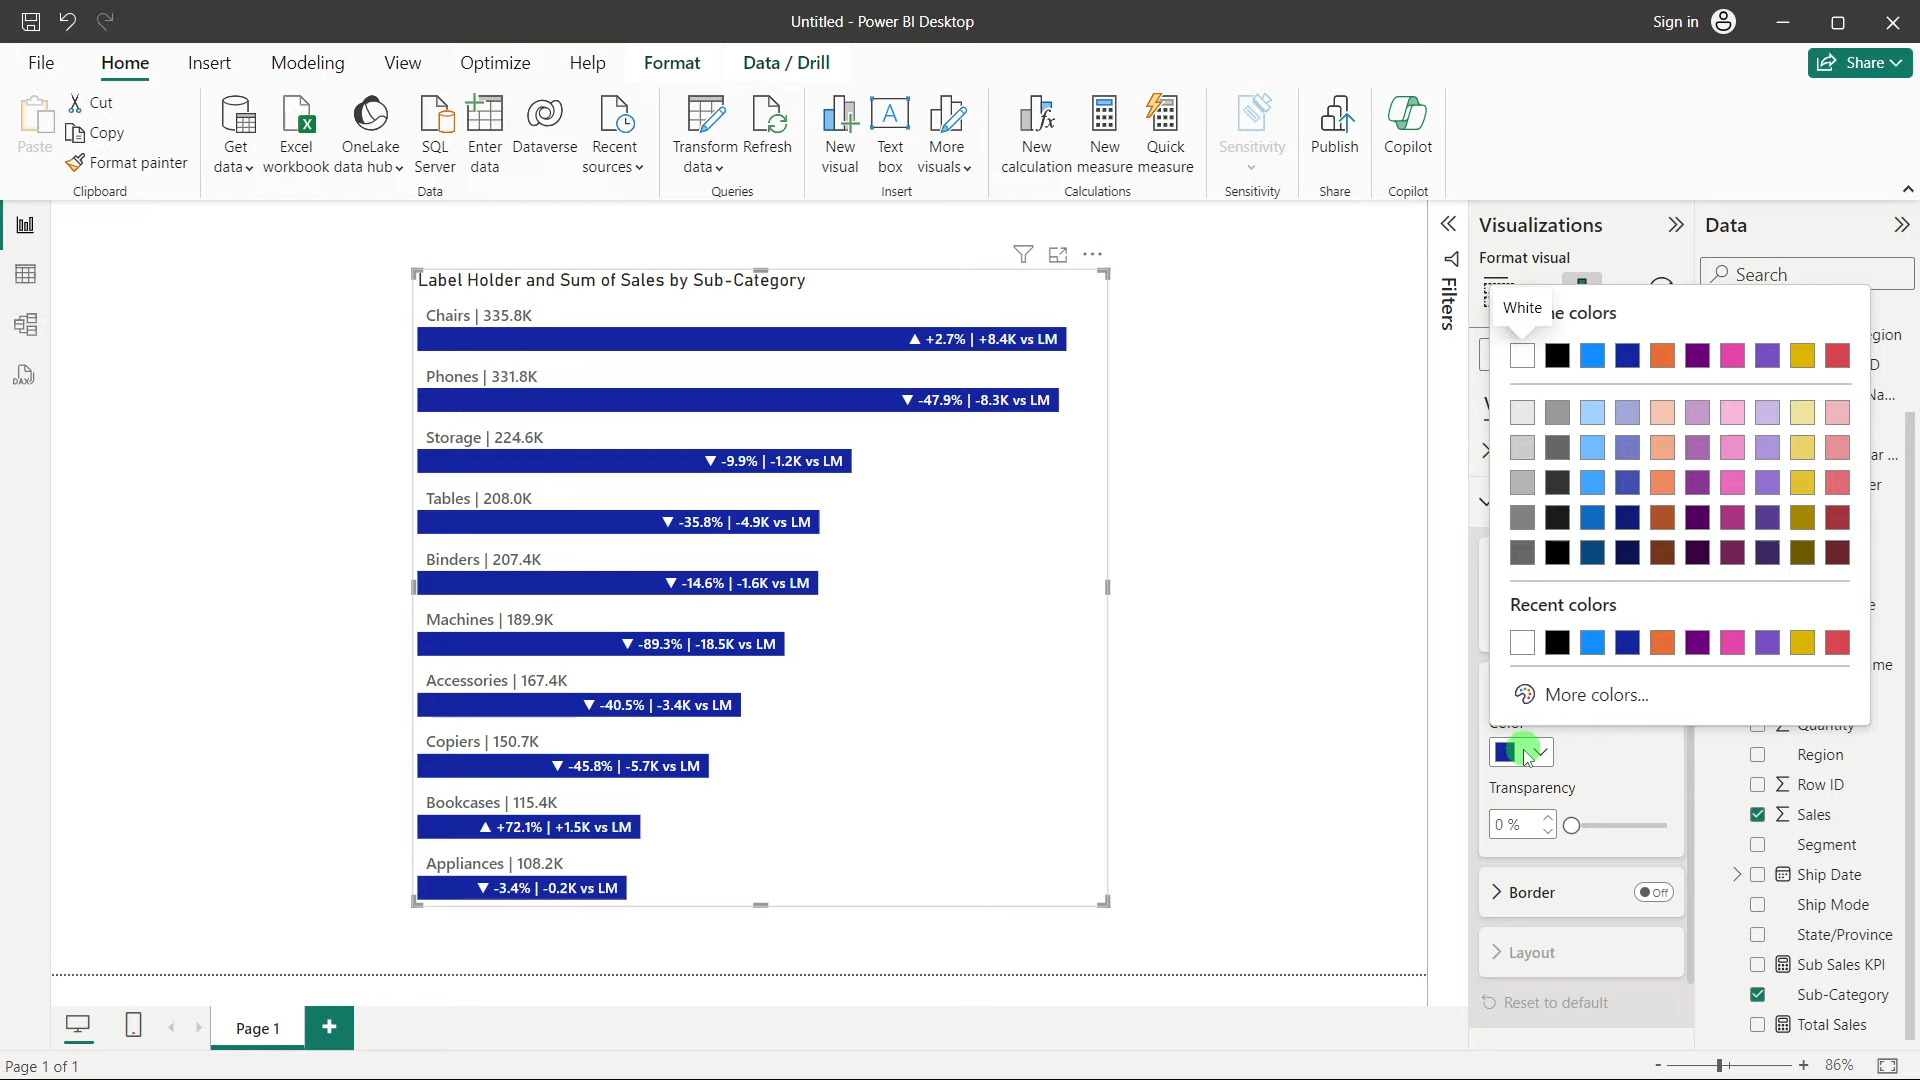 Untitled - Power BI Desktop
Sign in
File
Home
Insert
Modeling
View
Optimize
Help
Format
Data / Drill
Share
Paste
Cut
Copy
Format painter
Clipboard
Get data
Excel workbook
OneLake data hub
SQL Server
Enter data
Dataverse
Recent sources
Data
Transform data
Refresh
Queries
New visual
Text box
More visuals
Insert
New calculation
New measure
Quick measure
Calculations
Sensitivity
Sensitivity
Publish
Share
Copilot
Copilot
Label Holder and Sum of Sales by Sub-Category
Chairs | 335.8K
▲ +2.7% | +8.4K vs LM
Phones | 331.8K
▼ -47.9% | -8.3K vs LM
Storage | 224.6K
▼ -9.9% | -1.2K vs LM
Tables | 208.0K
▼ -35.8% | -4.9K vs LM
Binders | 207.4K
▼ -14.6% | -1.6K vs LM
Machines | 189.9K
▼ -89.3% | -18.5K vs LM
Accessories | 167.4K
▼ -40.5% | -3.4K vs LM
Copiers | 150.7K
▼ -45.8% | -5.7K vs LM
Bookcases | 115.4K
▲ +72.1% | +1.5K vs LM
Appliances | 108.2K
▼ -3.4% | -0.2K vs LM
Filters
Visualizations
Format visual
White
colors
Recent colors
More colors...
Transparency
0 %
Border
Off
Layout
Reset to default
Data
Search
Quantity
Region
Row ID
Sales
Segment
Ship Date
Ship Mode
State/Province
Sub Sales KPI
Sub-Category
Total Sales
Page 1
Page 1 of 1
- + 86%